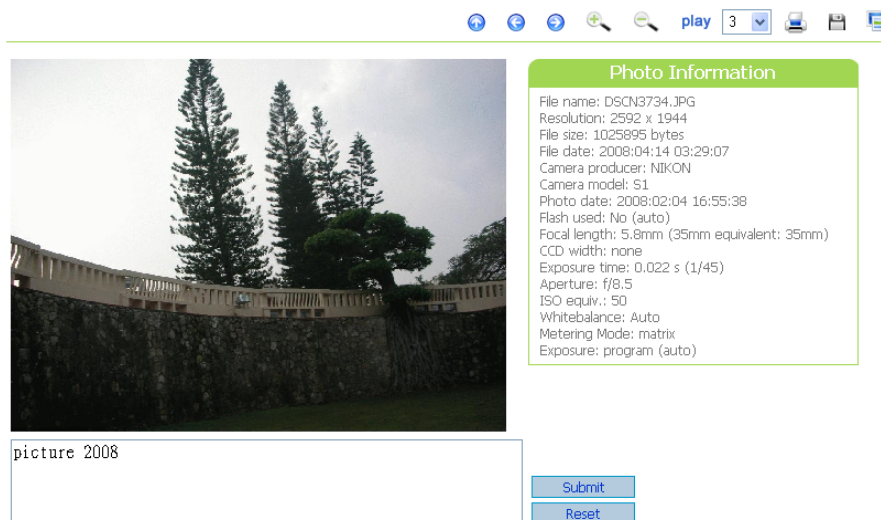 play 3
Photo Information
File name: DSCN3734.JPG
Resolution: 2592 x 1944
File size: 1025895 bytes
File date: 2008:04:14 03:29:07
Camera producer: NIKON
Camera model: S1
Photo date: 2008:02:04 16:55:38
Flash used: No (auto)
Focal length: 5.8mm (35mm equivalent: 35mm)
CCD width: none
Exposure time: 0.022 s (1/45)
Aperture: f/8.5
ISO equiv.: 50
Whitebalance: Auto
Metering Mode: matrix
Exposure: program (auto)
picture 2008
Submit
Reset